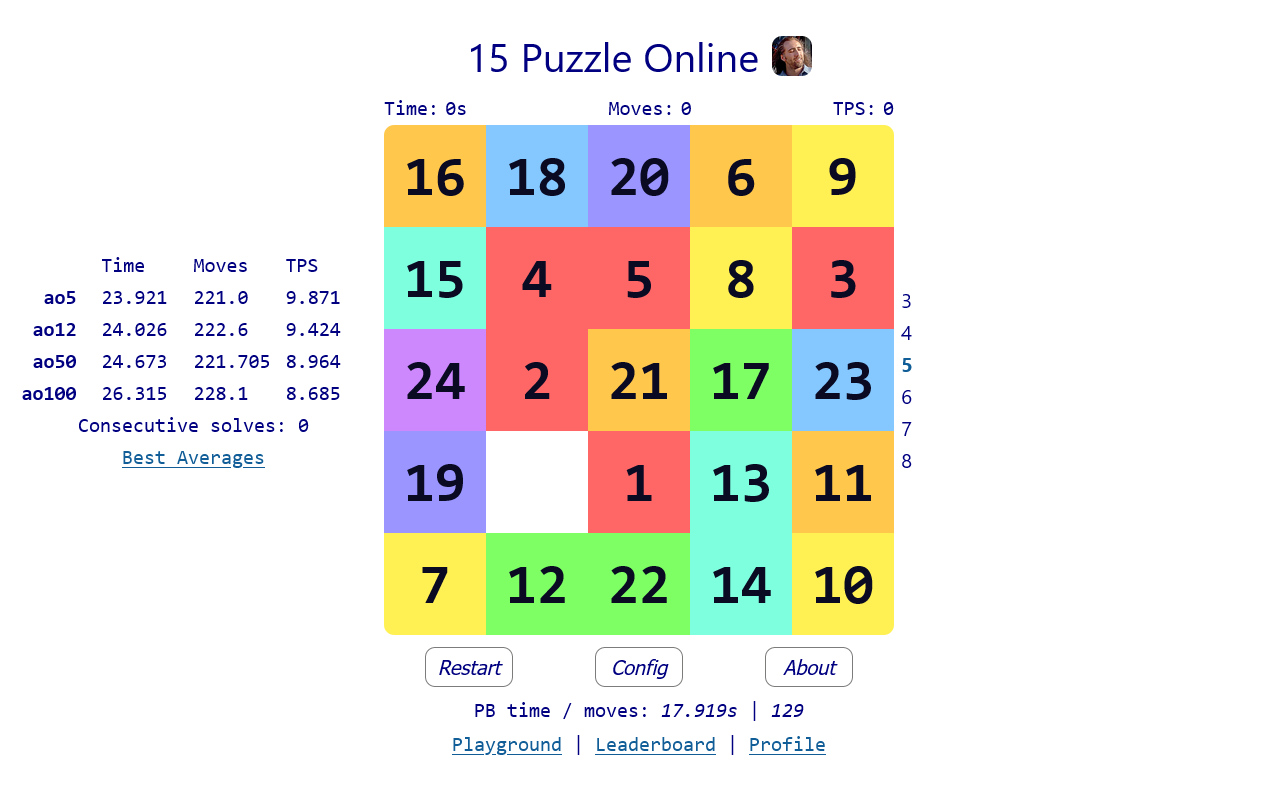 15 Puzzle Online
Time: 0s Moves: 0 TPS: 0
16 18 20 6 9
15 4 5 8 3
24 2 21 17 23
19 1 13 11
7 12 22 14 10
Time Moves TPS
ao5 23.921 221.0 9.871
ao12 24.026 222.6 9.424
ao50 24.673 221.705 8.964
ao100 26.315 228.1 8.685
Consecutive solves: 0
Best Averages
3
4
5
6
7
8
Restart Config About
PB time / moves: 17.919s | 129
Playground | Leaderboard | Profile